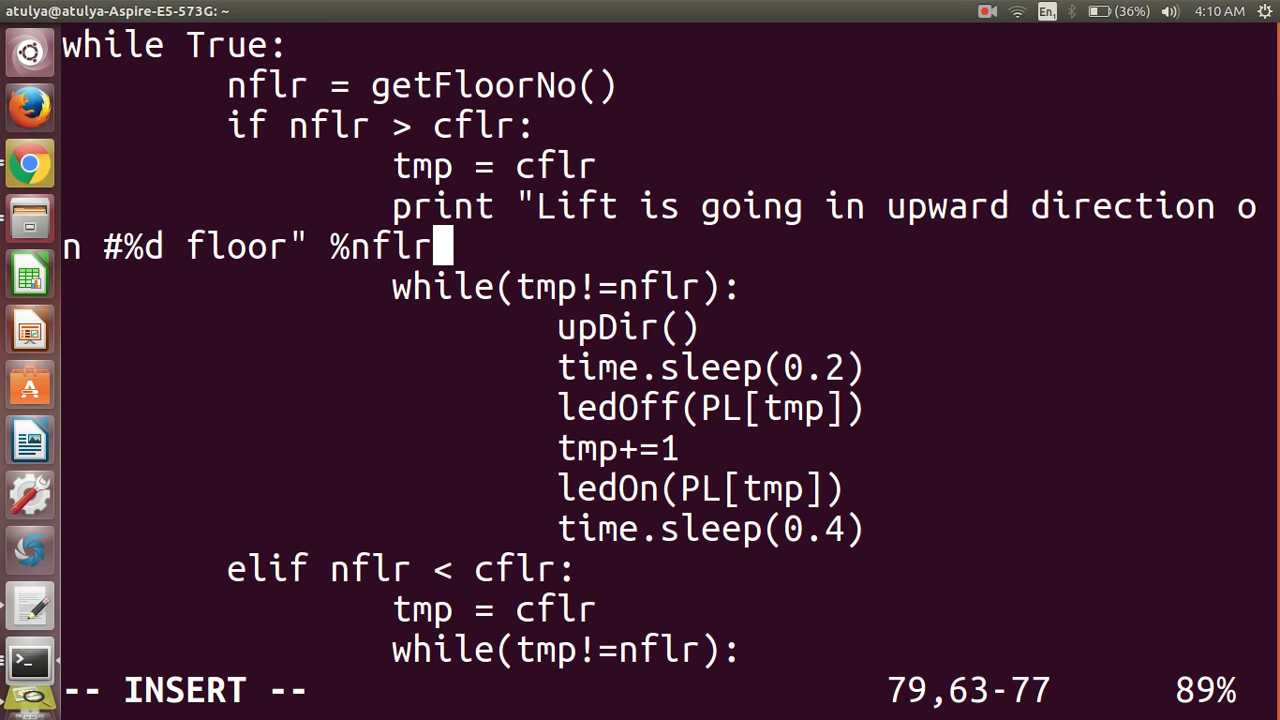 atulya@atulya-Aspire-E5-573G: ~
En1
(36%)
4:10 AM
while True:
nflr = getFloorNo()
if nflr > cflr:
tmp = cflr
print "Lift is going in upward direction o
n #%d floor" %nflr
while(tmp!=nflr):
upDir()
time.sleep(0.2)
ledOff(PL[tmp])
tmp+=1
ledOn(PL[tmp])
time.sleep(0.4)
elif nflr < cflr:
tmp = cflr
while(tmp!=nflr):
-- INSERT --
79,63-77
89%